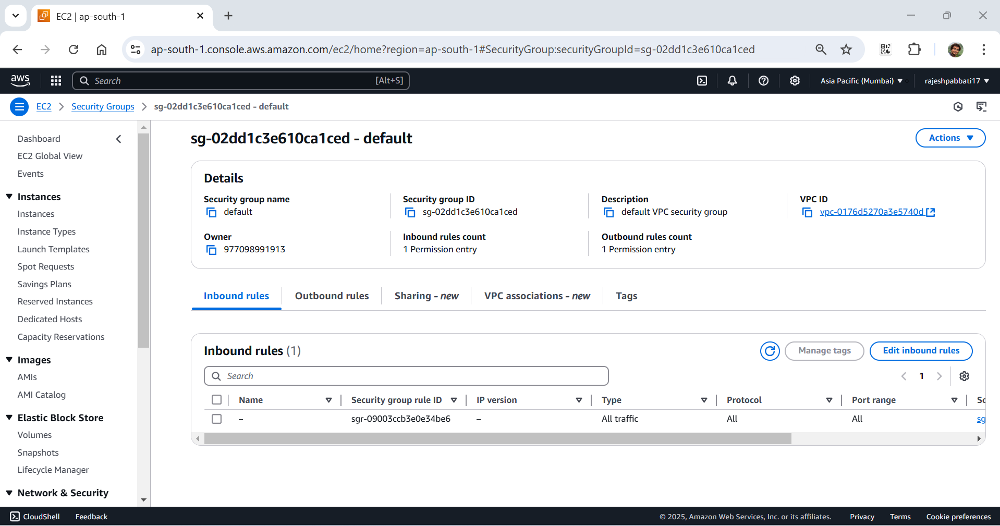 EC2 | ap-south-1
ap-south-1.console.aws.amazon.com/ec2/home?region=ap-south-1#SecurityGroup:securityGroupId=sg-02dd1c3e610ca1ced
aws Search [Alt+S] Asia Pacific (Mumbai) rajeshpabbati17
EC2 Security Groups sg-02dd1c3e610ca1ced - default
Dashboard
EC2 Global View
Events
Instances
Instances
Instance Types
Launch Templates
Spot Requests
Savings Plans
Reserved Instances
Dedicated Hosts
Capacity Reservations
Images
AMIs
AMI Catalog
Elastic Block Store
Volumes
Snapshots
Lifecycle Manager
Network & Security
sg-02dd1c3e610ca1ced - default
Actions
Details
Security group name
default
Security group ID
sg-02dd1c3e610ca1ced
Description
default VPC security group
VPC ID
vpc-0176d5270a3e5740d
Owner
977098991913
Inbound rules count
1 Permission entry
Outbound rules count
1 Permission entry
Inbound rules Outbound rules Sharing - new VPC associations - new Tags
Inbound rules (1)
Manage tags Edit inbound rules
Search
1
Name Security group rule ID IP version Type Protocol Port range Sc
– sgr-09003ccb3e0e34be6 – All traffic All All sg
CloudShell Feedback © 2025, Amazon Web Services, Inc. or its affiliates. Privacy Terms Cookie preferences